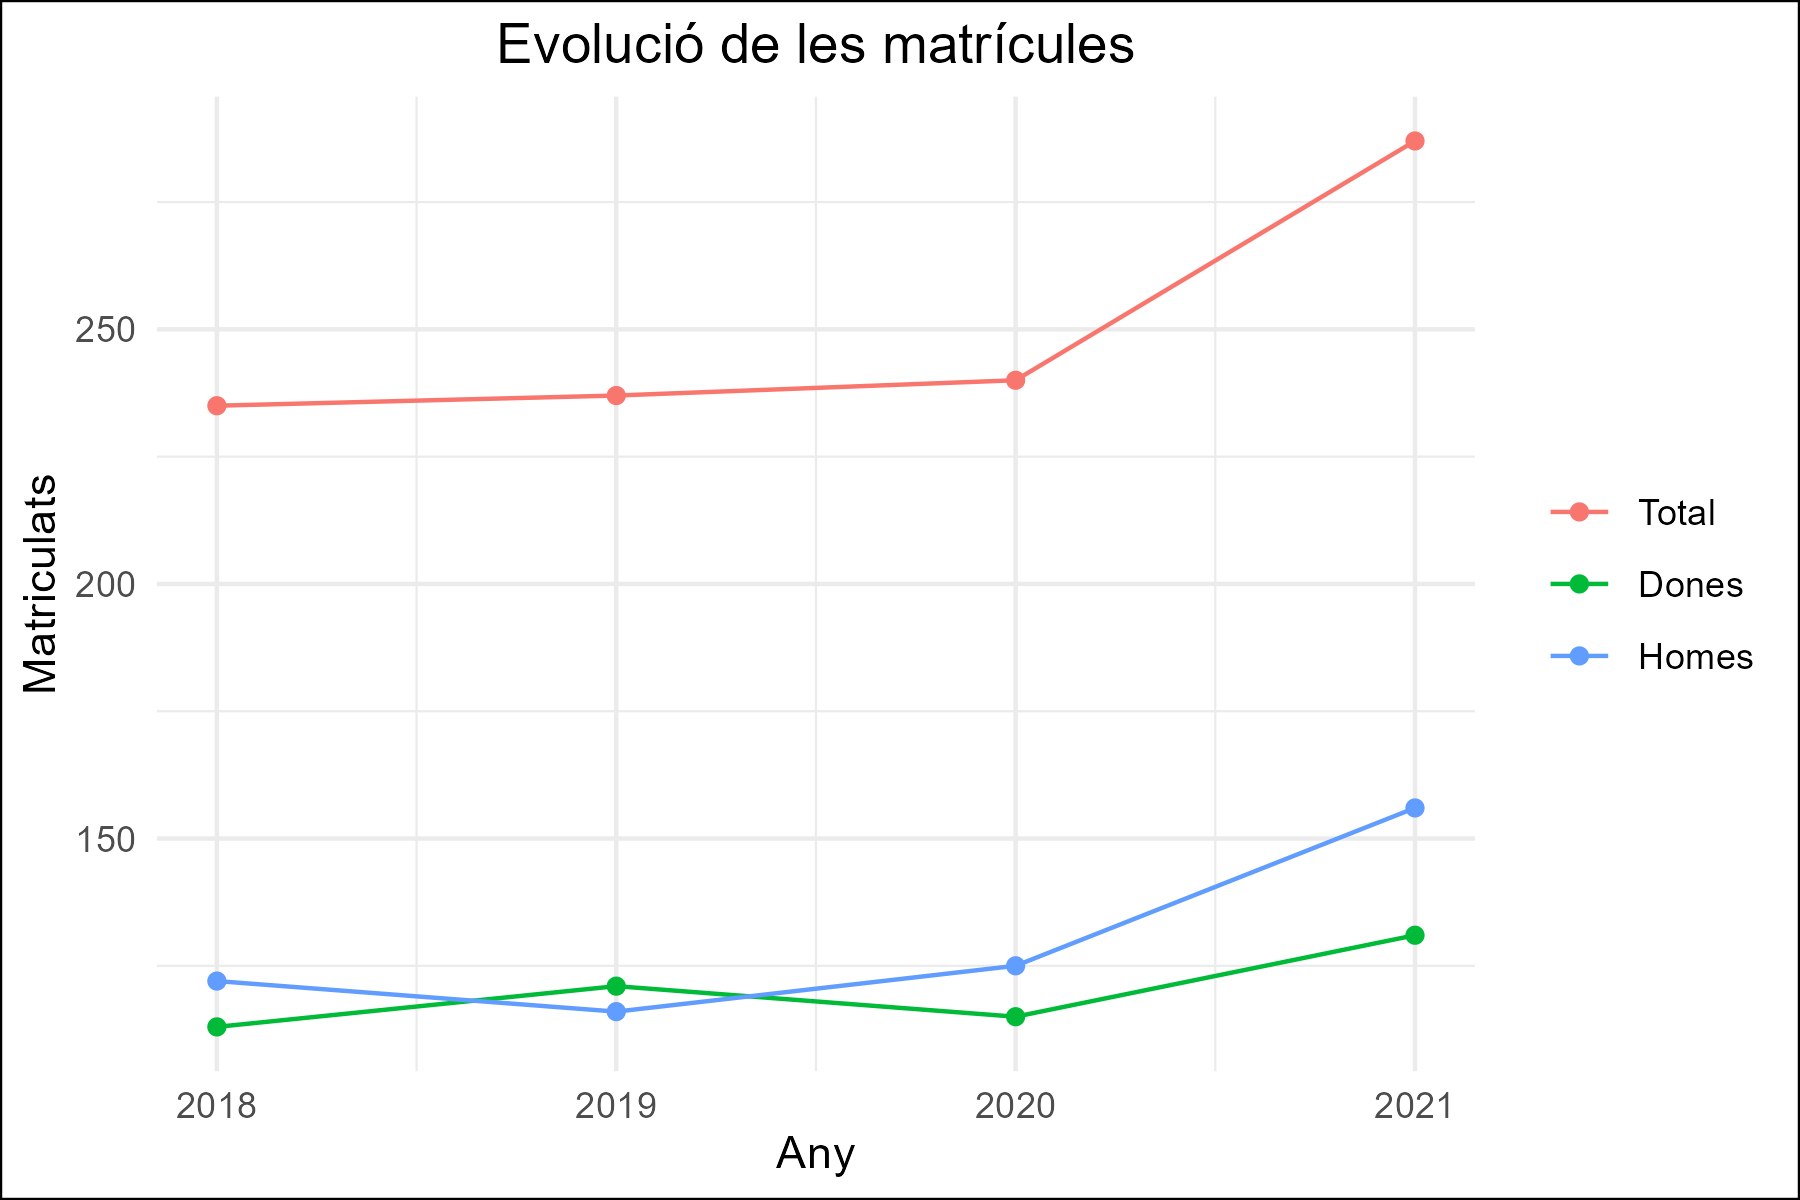 Evolució de les matrícules
Matriculats
250
200
150
2018
2019
2020
2021
Any
Total
Dones
Homes